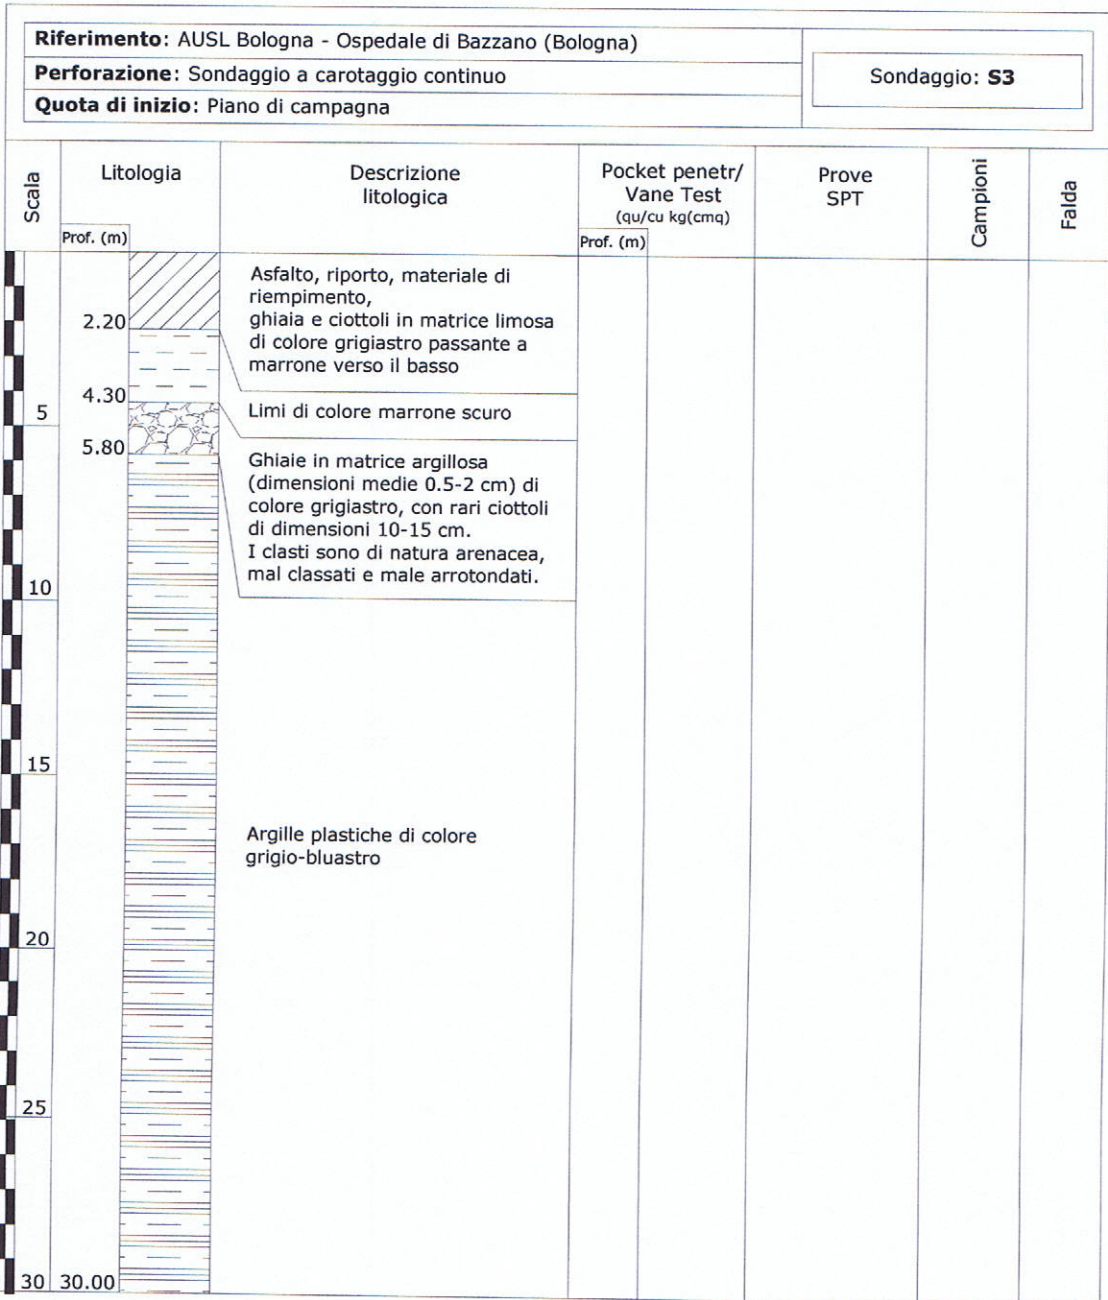 Riferimento: AUSL Bologna - Ospedale di Bazzano (Bologna)
Perforazione: Sondaggio a carotaggio continuo
Quota di inizio: Piano di campagna
Sondaggio: S3
Scala
Litologia
Prof. (m)
Descrizione
litologica
Pocket penetr/
Vane Test
(qu/cu kg(cmq)
Prof. (m)
Prove
SPT
Campioni
Falda
Asfalto, riporto, materiale di
riempimento,
ghiaia e ciottoli in matrice limosa
di colore grigiastro passante a
marrone verso il basso
2.20
4.30
Limi di colore marrone scuro
5
5.80
Ghiaie in matrice argillosa
(dimensioni medie 0.5-2 cm) di
colore grigiastro, con rari ciottoli
di dimensioni 10-15 cm.
I clasti sono di natura arenacea,
mal classati e male arrotondati.
10
15
Argille plastiche di colore
grigio-bluastro
20
25
30 30.00